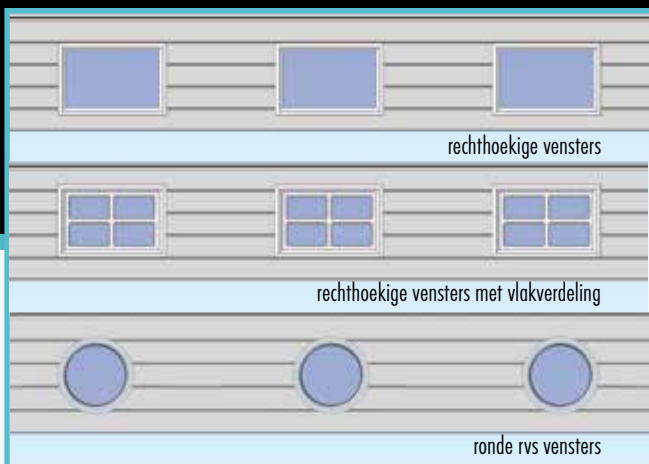 rechthoekige vensters
rechthoekige vensters met vlakverdeling
ronde rvs vensters